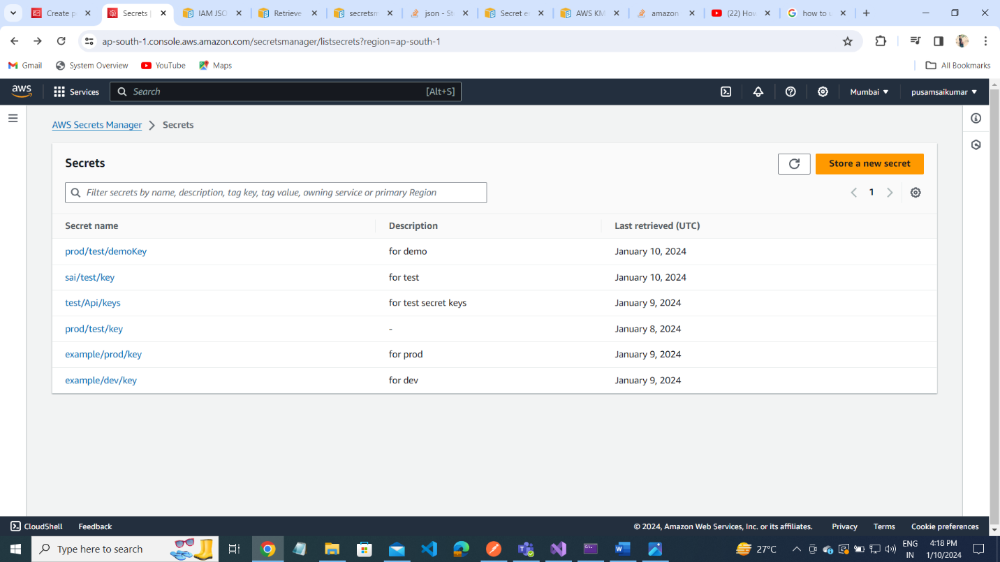 Create p
Secrets |
IAM JSO
Retrieve
secretsm
json - St
Secret e
AWS KM
amazon
(22) How
how to u
ap-south-1.console.aws.amazon.com/secretsmanager/listsecrets?region=ap-south-1
Gmail
System Overview
YouTube
Maps
All Bookmarks
aws
Services
Search
[Alt+S]
Mumbai
pusamsaikumar
AWS Secrets Manager
Secrets
Secrets
Store a new secret
Filter secrets by name, description, tag key, tag value, owning service or primary Region
1
Secret name
Description
Last retrieved (UTC)
prod/test/demoKey
for demo
January 10, 2024
sai/test/key
for test
January 10, 2024
test/Api/keys
for test secret keys
January 9, 2024
prod/test/key
-
January 8, 2024
example/prod/key
for prod
January 9, 2024
example/dev/key
for dev
January 9, 2024
CloudShell
Feedback
© 2024, Amazon Web Services, Inc. or its affiliates.
Privacy
Terms
Cookie preferences
Type here to search
27°C
ENG
IN
4:18 PM
1/10/2024